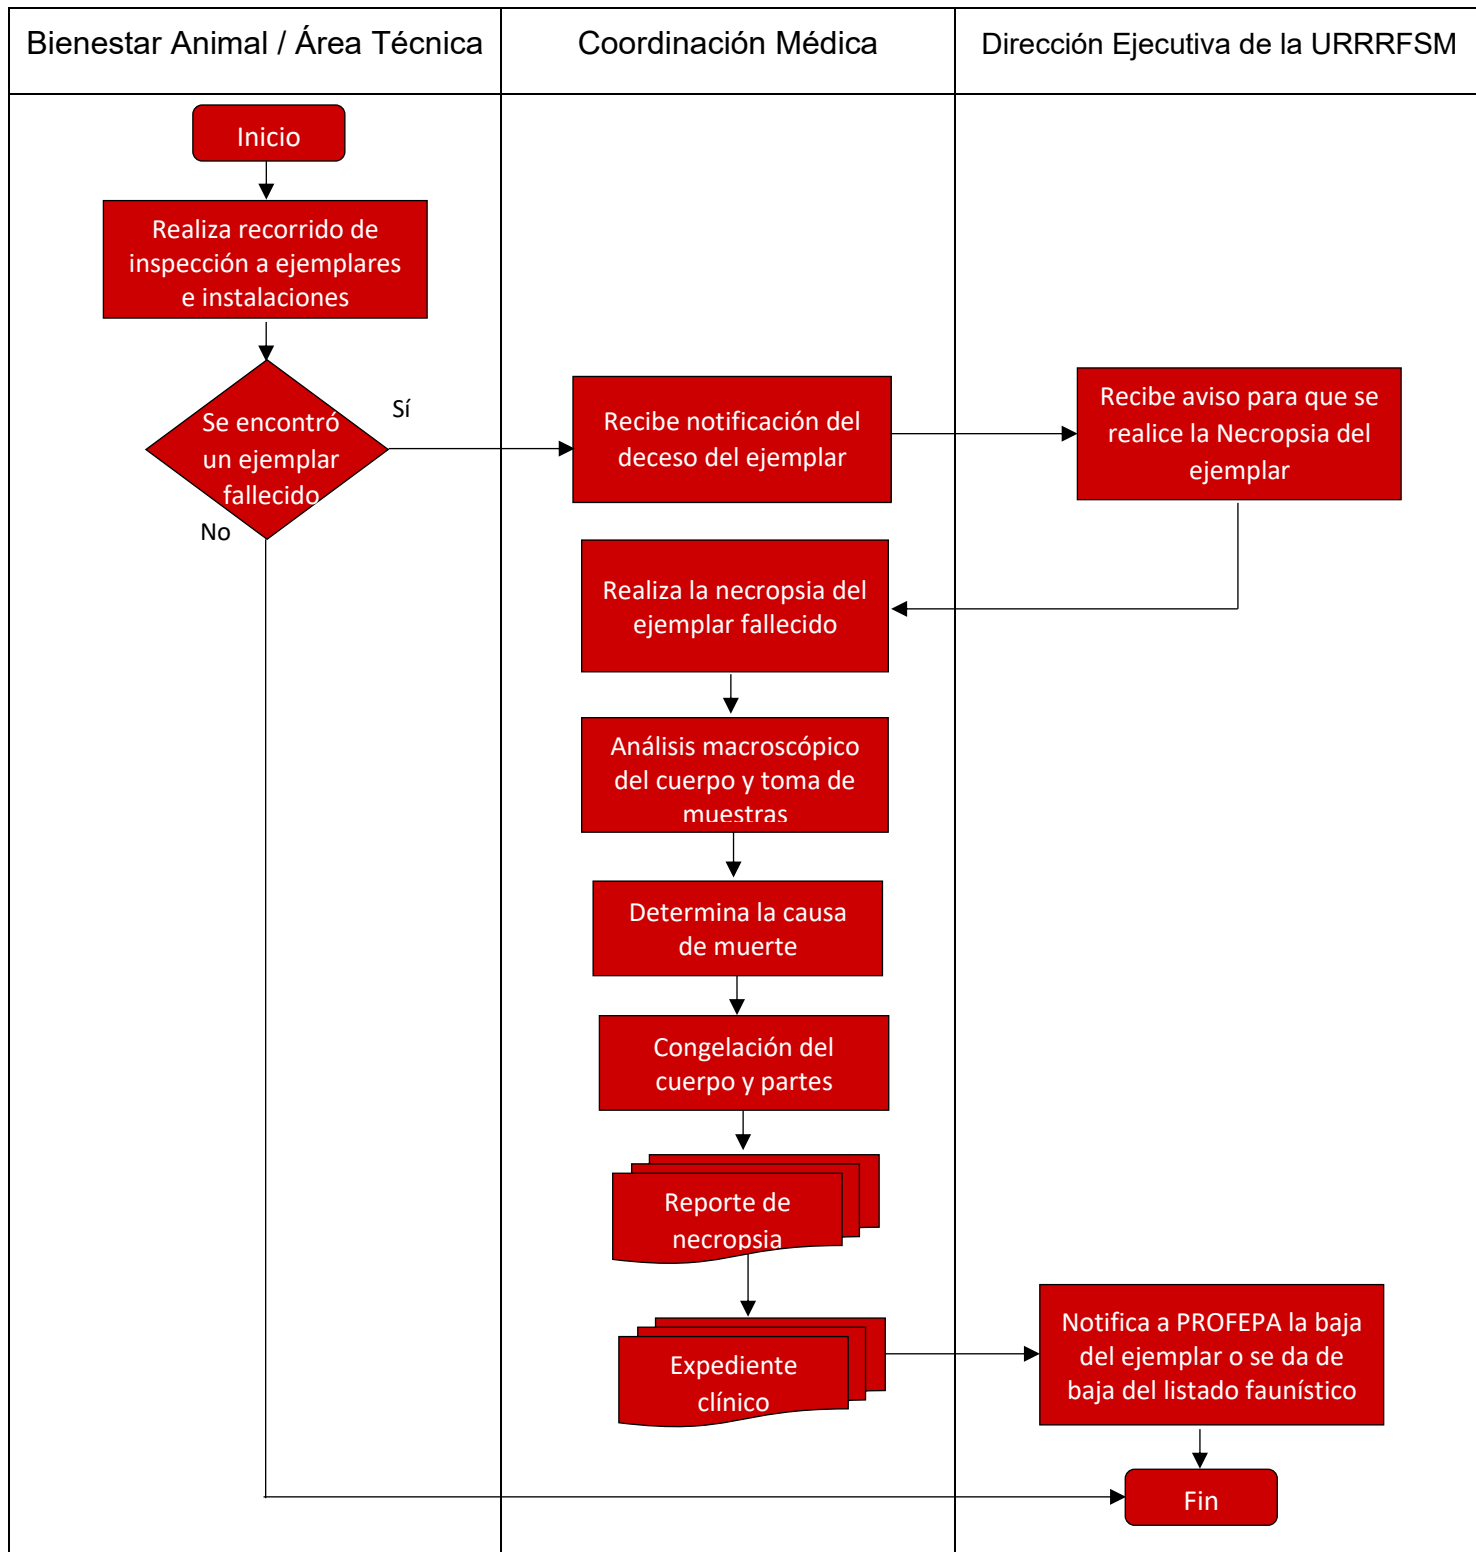 Bienestar Animal / Área Técnica
Coordinación Médica
Dirección Ejecutiva de la URRRFSM
Inicio
Realiza recorrido de
inspección a ejemplares
e instalaciones
Se encontró
un ejemplar
fallecido
Sí
No
Recibe notificación del
deceso del ejemplar
Recibe aviso para que se
realice la Necropsia del
ejemplar
Realiza la necropsia del
ejemplar fallecido
Análisis macroscópico
del cuerpo y toma de
muestras
Determina la causa
de muerte
Congelación del
cuerpo y partes
Reporte de
necropsia
Expediente
clínico
Notifica a PROFEPA la baja
del ejemplar o se da de
baja del listado faunístico
Fin